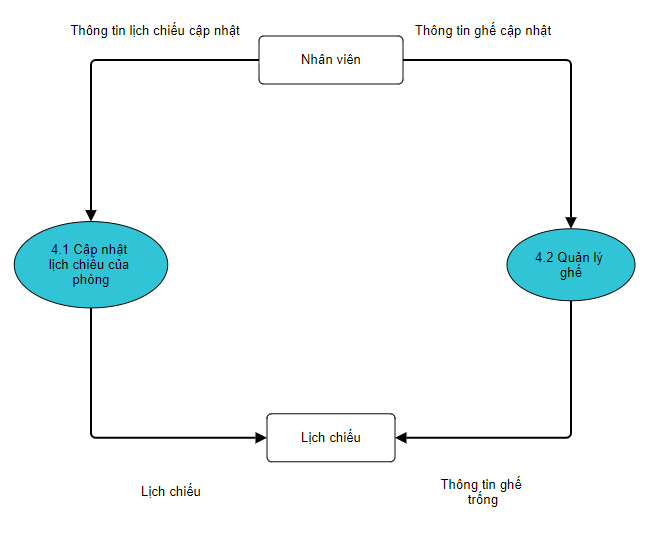 Thông tin lịch chiếu cập nhật
Thông tin ghế cập nhật
Nhân viên
4.1 Cập nhật
lịch chiếu của
phòng
4.2 Quản lý
ghế
Lịch chiếu
Lịch chiếu
Thông tin ghế
trống